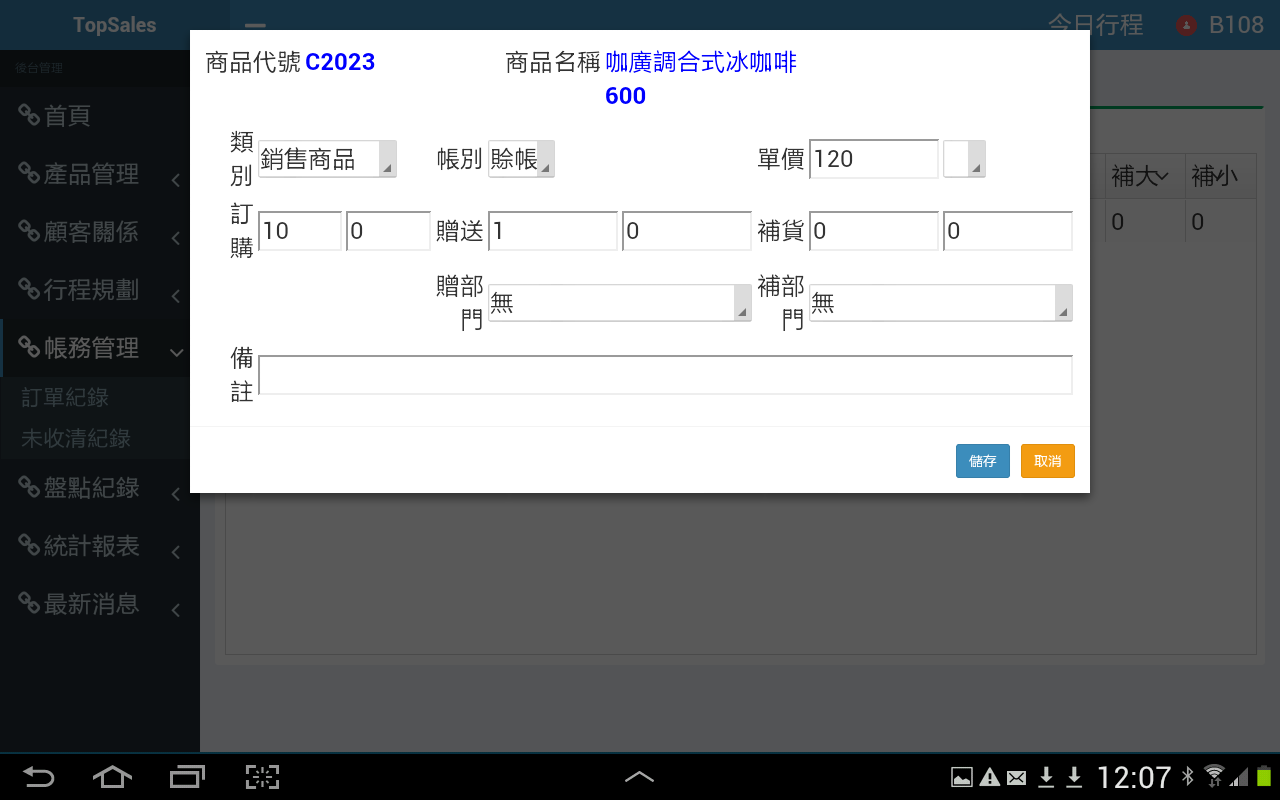 TopSales
今日行程
B108
後台管理
首頁
產品管理
顧客關係
行程規劃
帳務管理
訂單紀錄
未收清紀錄
盤點紀錄
統計報表
最新消息
商品代號 C2023
商品名稱 咖廣調合式冰咖啡
600
類別 銷售商品 帳別 賒帳 單價 120
訂購 10 0 贈送 1 0 補貨 0 0
贈部門 無 補部門 無
備註
儲存 取消
補大 補小
0 0
12:07